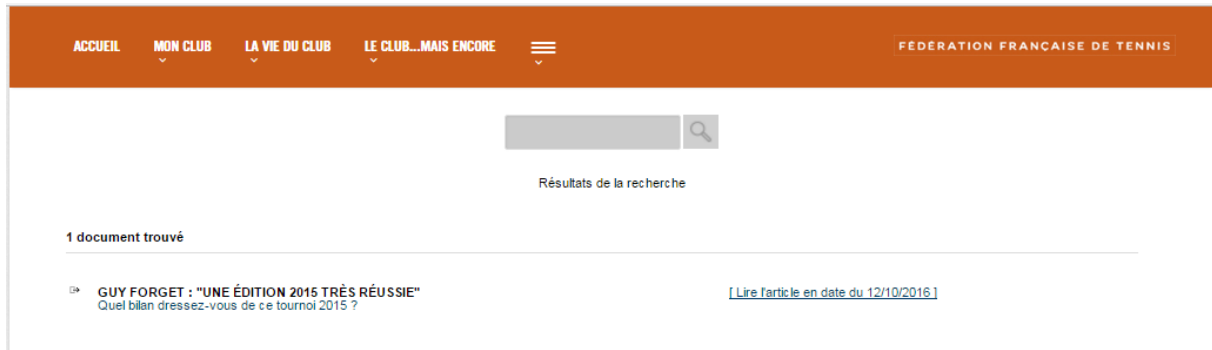 ACCUEIL MON CLUB LA VIE DU CLUB LE CLUB...MAIS ENCORE FÉDÉRATION FRANÇAISE DE TENNIS
Résultats de la recherche
1 document trouvé
GUY FORGET : "UNE ÉDITION 2015 TRÈS RÉUSSIE" [ Lire l'article en date du 12/10/2016 ]
Quel bilan dressez-vous de ce tournoi 2015 ?